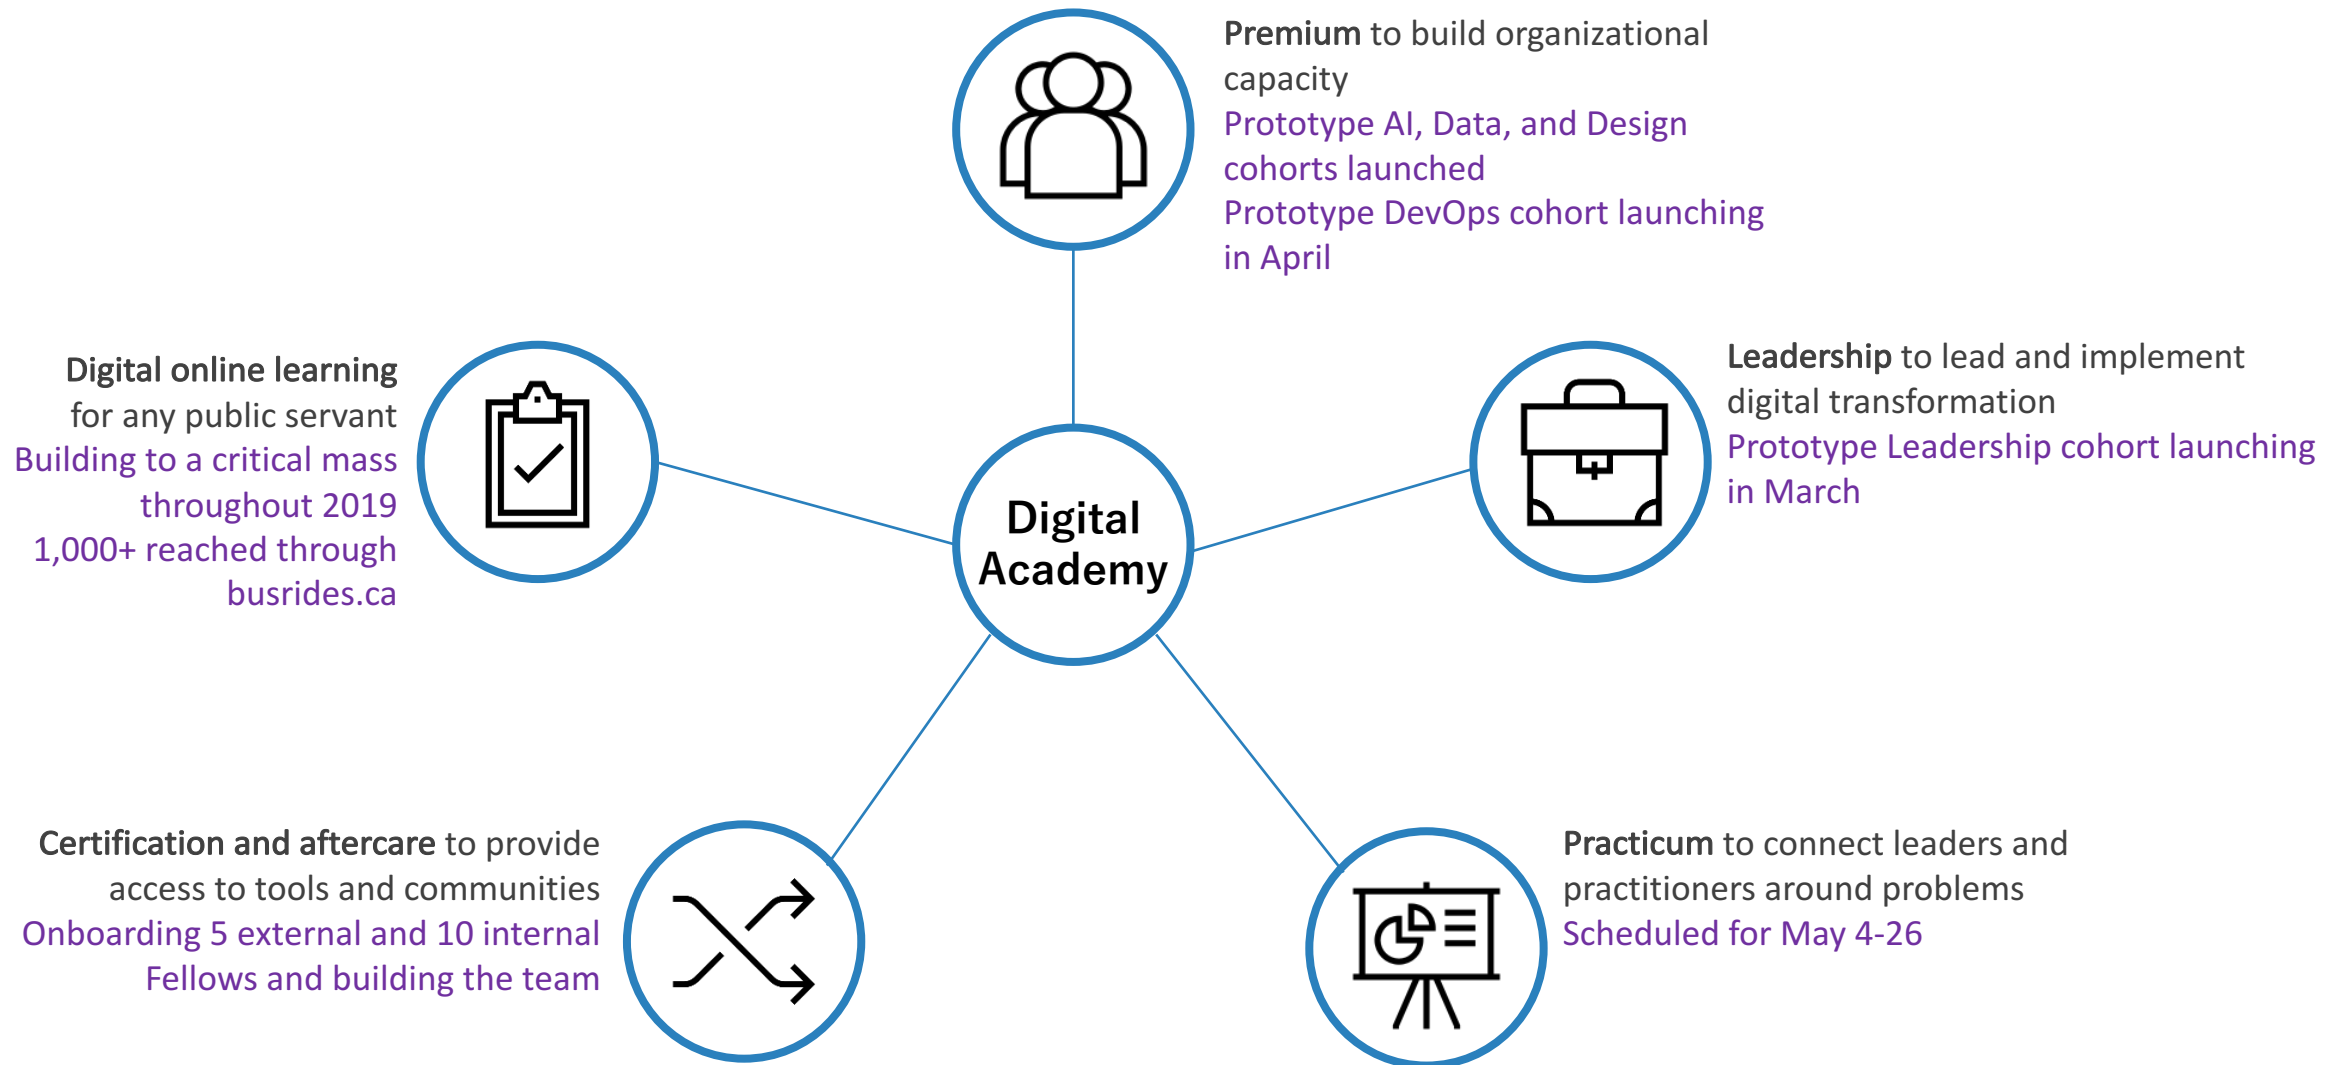 Premium to build organizational
capacity
Prototype AI, Data, and Design
cohorts launched
Prototype DevOps cohort launching
in April
Digital online learning
for any public servant
Building to a critical mass
throughout 2019
1,000+ reached through
busrides.ca
Leadership to lead and implement
digital transformation
Prototype Leadership cohort launching
in March
Digital
Academy
Certification and aftercare to provide
access to tools and communities
Onboarding 5 external and 10 internal
Fellows and building the team
Practicum to connect leaders and
practitioners around problems
Scheduled for May 4-26